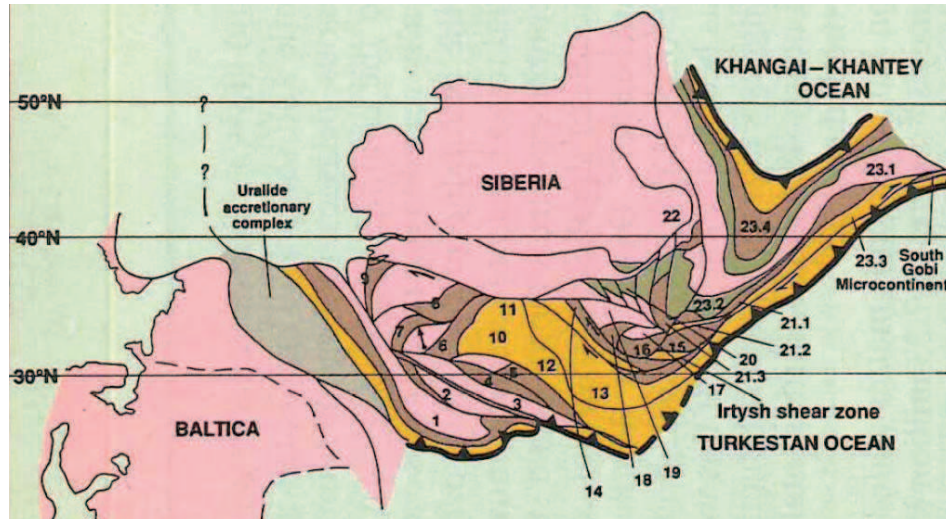 KHANGAI–KHANTEY
OCEAN
50°N
?
?
Uralide
accretionary
complex
SIBERIA
23.1
22
40°N
23.4
23.3
South
Gobi
Microcontinent
9
8
11
23.2
21.1
7
6
10
16
15
21.2
20
30°N
5
12
21.3
4
17
2
3
13
Irtysh shear zone
1
BALTICA
TURKESTAN OCEAN
19
18
14